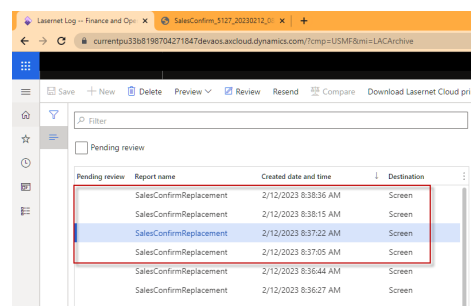 Lasernet Log -- Finance and Ope
SalesConfirm_5127_20230212_08
currentpu33b8198704271847devaos.axcloud.dynamics.com/?cmp=USMF&mi=LACArchive
Save New Delete Preview Review Resend Compare Download Lasernet Cloud pri
Filter
Pending review
Pending review Report name Created date and time ↓ Destination
SalesConfirmReplacement 2/12/2023 8:38:36 AM Screen
SalesConfirmReplacement 2/12/2023 8:38:15 AM Screen
SalesConfirmReplacement 2/12/2023 8:37:22 AM Screen
SalesConfirmReplacement 2/12/2023 8:37:05 AM Screen
SalesConfirmReplacement 2/12/2023 8:36:44 AM Screen
SalesConfirmReplacement 2/12/2023 8:36:27 AM Screen